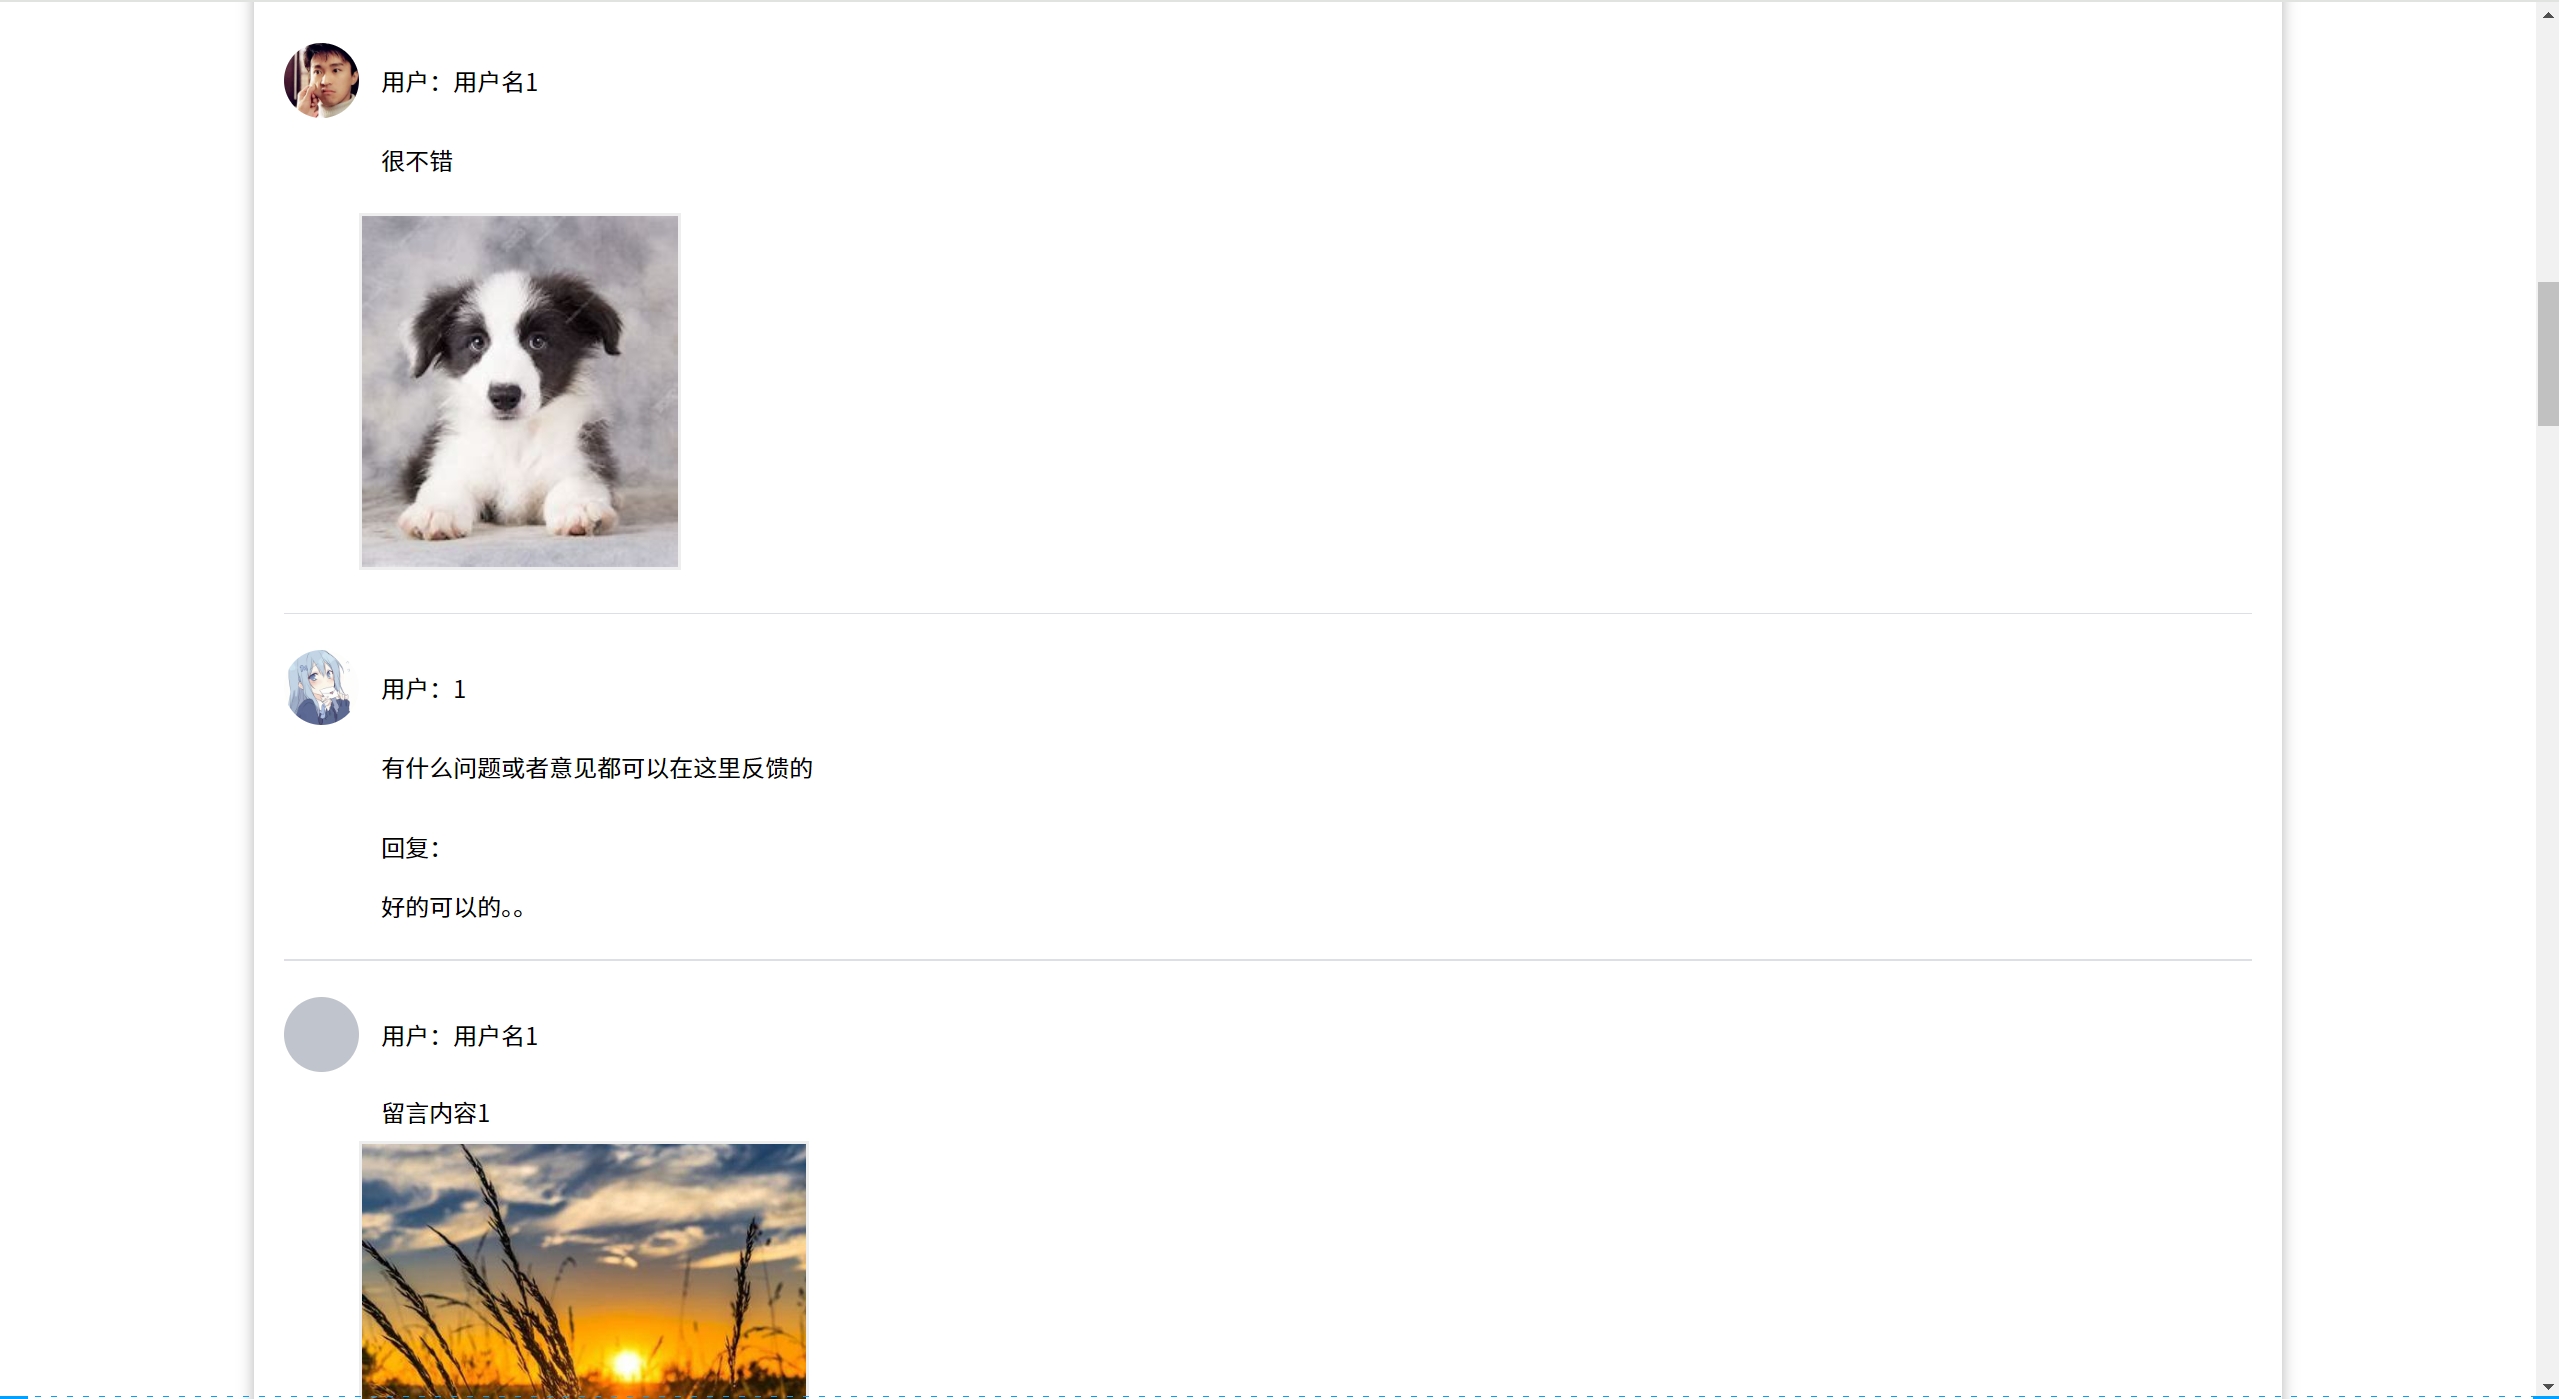 用户：用户名1
很不错
用户：1
有什么问题或者意见都可以在这里反馈的
回复：
好的可以的。。
用户：用户名1
留言内容1